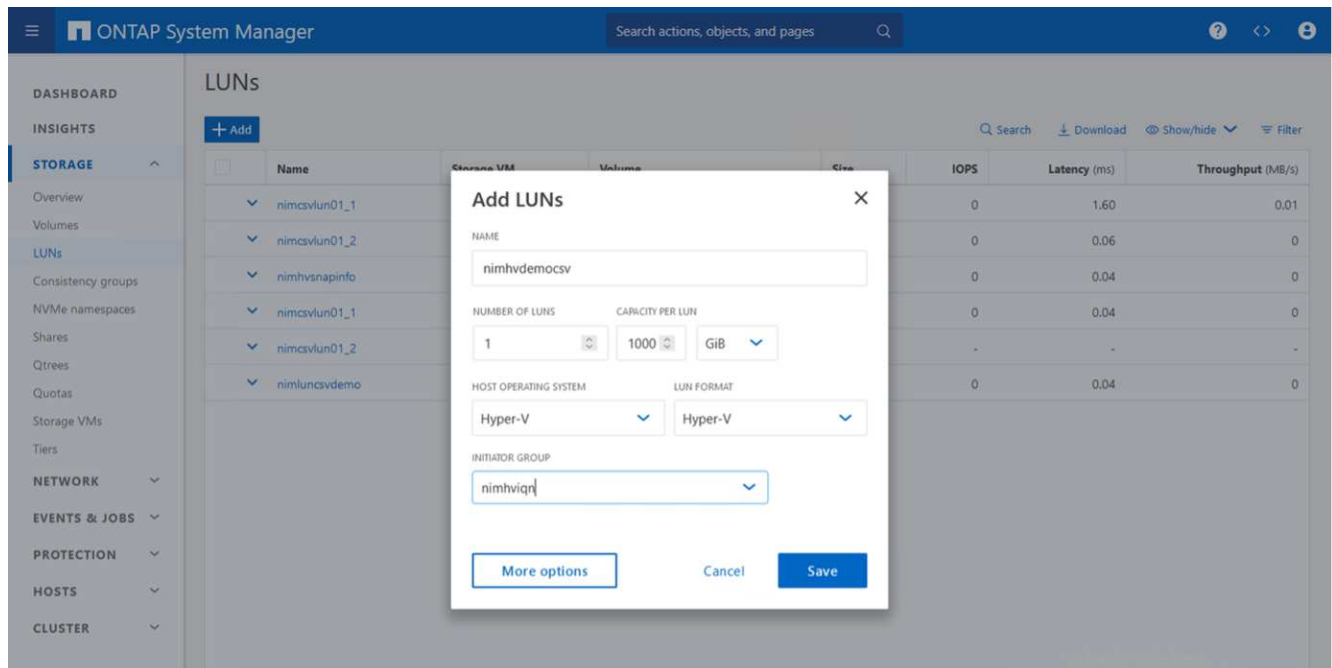 ONTAP System Manager
Search actions, objects, and pages
DASHBOARD
INSIGHTS
STORAGE
Overview
Volumes
LUNs
Consistency groups
NVMe namespaces
Shares
Qtrees
Quotas
Storage VMs
Tiers
NETWORK
EVENTS & JOBS
PROTECTION
HOSTS
CLUSTER
LUNs
+ Add
Search Download Show/hide Filter
Name Storage VM Volume Size IOPS Latency (ms) Throughput (MB/s)
nimcsvlun01_1 0 1.60 0.01
nimcsvlun01_2 0 0.06 0
nimhvsnapinfo 0 0.04 0
nimcsvlun01_1 0 0.04 0
nimcsvlun01_2 - - -
nimluncsvdemo 0 0.04 0
Add LUNs
NAME
nimhvdemocsv
NUMBER OF LUNS CAPACITY PER LUN
1 1000 GiB
HOST OPERATING SYSTEM LUN FORMAT
Hyper-V Hyper-V
INITIATOR GROUP
nimhviqn
More options Cancel Save